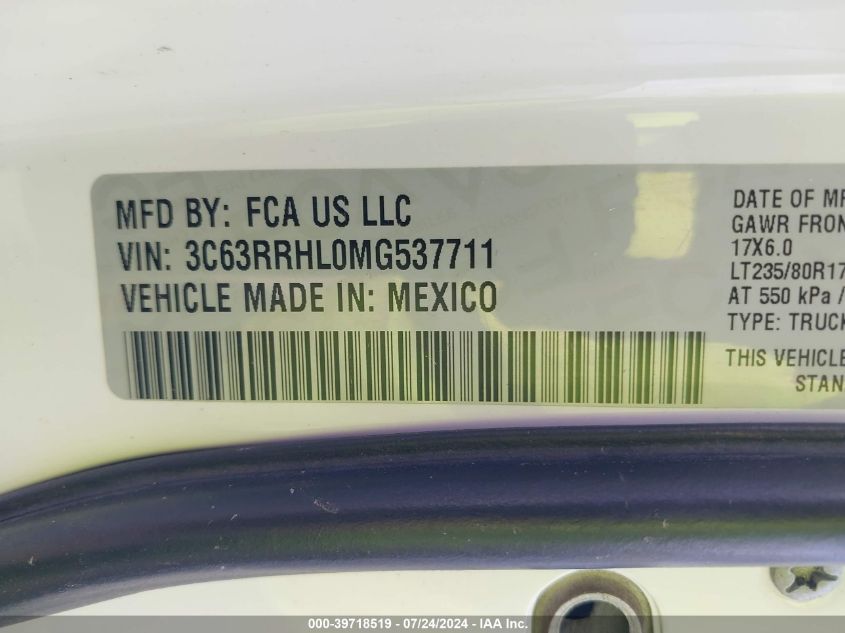 MFD BY: FCA US LLC
VIN: 3C63RRHL0MG537711
VEHICLE MADE IN: MEXICO
DATE OF MF
GAWR FRON
17X6.0
LT235/80R17
AT 550 kPa /
TYPE: TRUCK
THIS VEHICLE
STAN
000-39718519 - 07/24/2024 - IAA Inc.